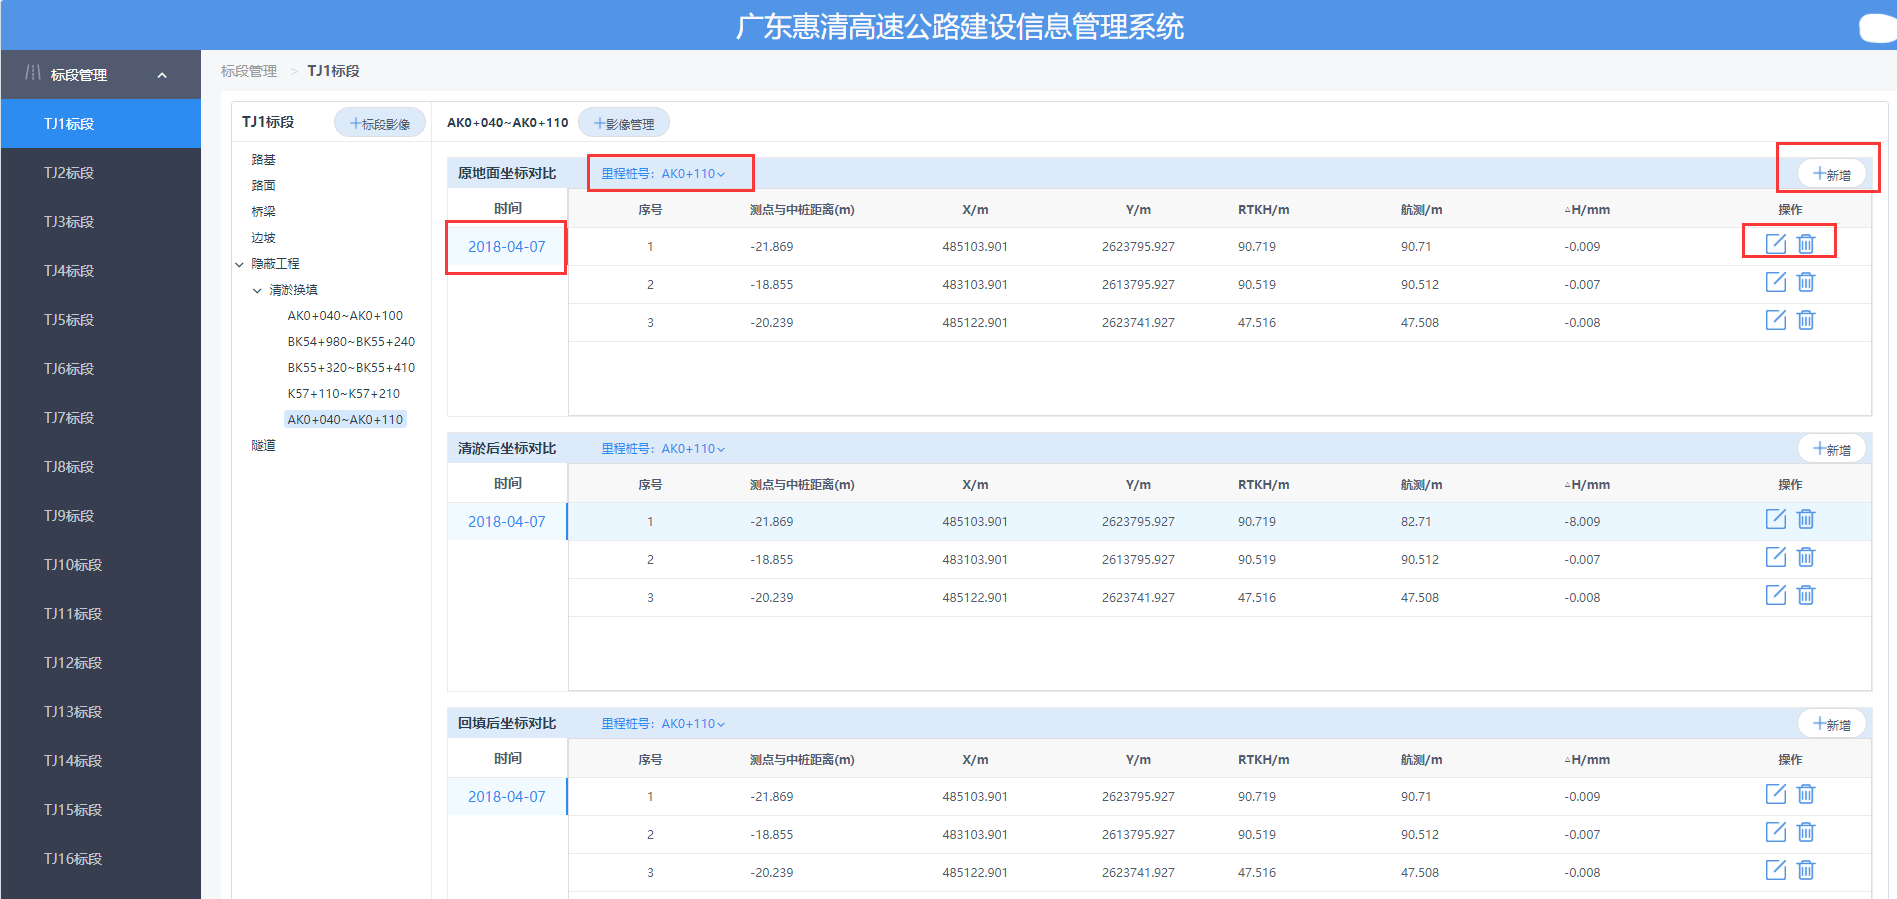 广东惠清高速公路建设信息管理系统
标段管理
TJ1标段
TJ2标段
TJ3标段
TJ4标段
TJ5标段
TJ6标段
TJ7标段
TJ8标段
TJ9标段
TJ10标段
TJ11标段
TJ12标段
TJ13标段
TJ14标段
TJ15标段
TJ16标段
标段管理 > TJ1标段
TJ1标段 +标段影像
路基
路面
桥梁
边坡
隐蔽工程
清淤换填
AK0+040~AK0+100
BK54+980~BK55+240
BK55+320~BK55+410
K57+110~K57+210
AK0+040~AK0+110
隧道
AK0+040~AK0+110 +影像管理
原地面坐标对比 里程桩号：AK0+110 +新增
时间 序号 测点与中桩距离(m) X/m Y/m RTKH/m 航测/m △H/mm 操作
2018-04-07 1 -21.869 485103.901 2623795.927 90.719 90.71 -0.009
2 -18.855 483103.901 2613795.927 90.519 90.512 -0.007
3 -20.239 485122.901 2623741.927 47.516 47.508 -0.008
清淤后坐标对比 里程桩号：AK0+110 +新增
时间 序号 测点与中桩距离(m) X/m Y/m RTKH/m 航测/m △H/mm 操作
2018-04-07 1 -21.869 485103.901 2623795.927 90.719 82.71 -8.009
2 -18.855 483103.901 2613795.927 90.519 90.512 -0.007
3 -20.239 485122.901 2623741.927 47.516 47.508 -0.008
回填后坐标对比 里程桩号：AK0+110 +新增
时间 序号 测点与中桩距离(m) X/m Y/m RTKH/m 航测/m △H/mm 操作
2018-04-07 1 -21.869 485103.901 2623795.927 90.719 90.71 -0.009
2 -18.855 483103.901 2613795.927 90.519 90.512 -0.007
3 -20.239 485122.901 2623741.927 47.516 47.508 -0.008